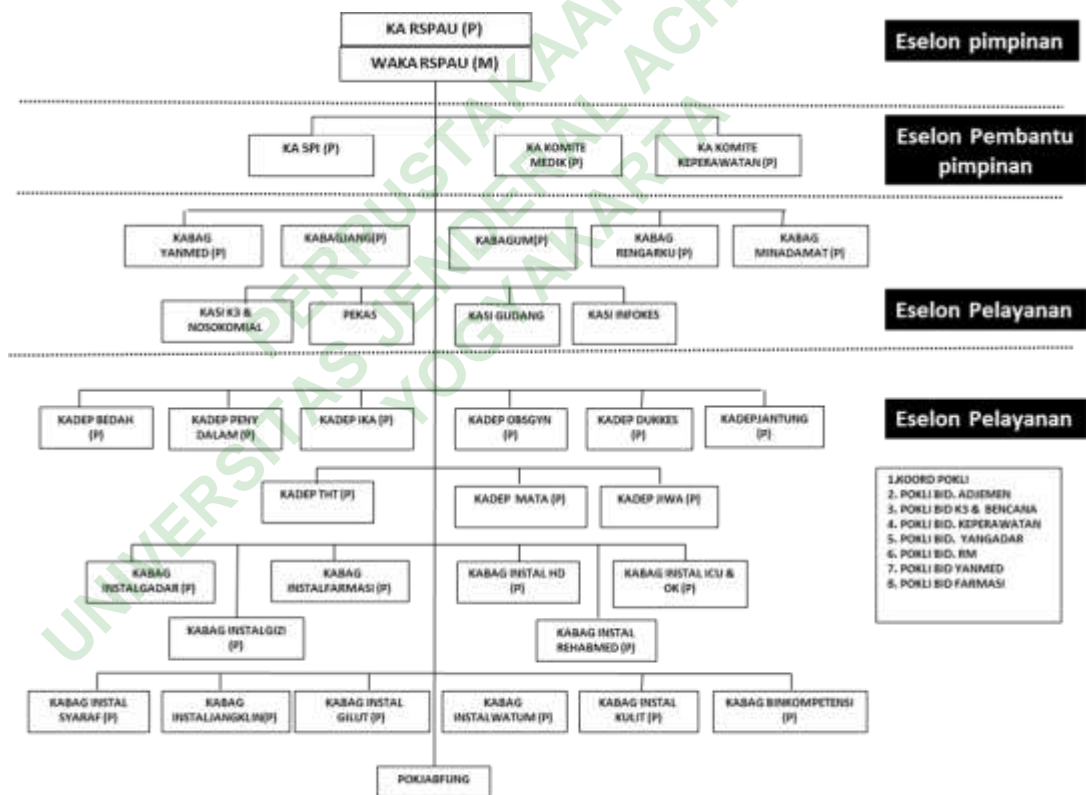 KA RSPAU (P)
WAKA RSPAU (M)
Eselon pimpinan
KA SPI (P)
KA KOMITE
MEDIK (P)
KA KOMITE
KEPERAWATAN (P)
Eselon Pembantu
pimpinan
KABAG
YANMED (P)
KABAGJANG(P)
KABAGUM(P)
KABAG
RENGARKU (P)
KABAG
MINADAMAT (P)
KASI K3 &
NOSOKOMIAL
PEKAS
KASI GUDANG
KASI INFOKES
Eselon Pelayanan
KADEP BEDAH
(P)
KADEP PENY
DALAM (P)
KADEP IKA (P)
KADEP OBSGYN
(P)
KADEP DUKKES
(P)
KADEPJANTUNG
(P)
Eselon Pelayanan
KADEP THT (P)
KADEP MATA (P)
KADEP JIWA (P)
1.KOORD POKLI
2. POKLI BID. ADJEMEN
3. POKLI BID K3 & BENCANA
4. POKLI BID. KEPERAWATAN
5. POKLI BID. YANGADAR
6. POKLI BID. RM
7. POKLI BID YANMED
8. POKLI BID FARMASI
KABAG
INSTALGADAR (P)
KABAG
INSTALFARMASI (P)
KABAG INSTAL HD
(P)
KABAG INSTAL ICU &
OK (P)
KABAG INSTALGIZI
(P)
KABAG INSTAL
REHABMED (P)
KABAG INSTAL
SYARAF (P)
KABAG
INSTALJANGKLIN(P)
KABAG INSTAL
GILUT (P)
KABAG
INSTALWATUM (P)
KABAG INSTAL
KULIT (P)
KABAG BINKOMPETENSI
(P)
POKJABFUNG
PERPUSTAKAAN
UNIVERSITAS JENDERAL ACH
YOGYAKARTA